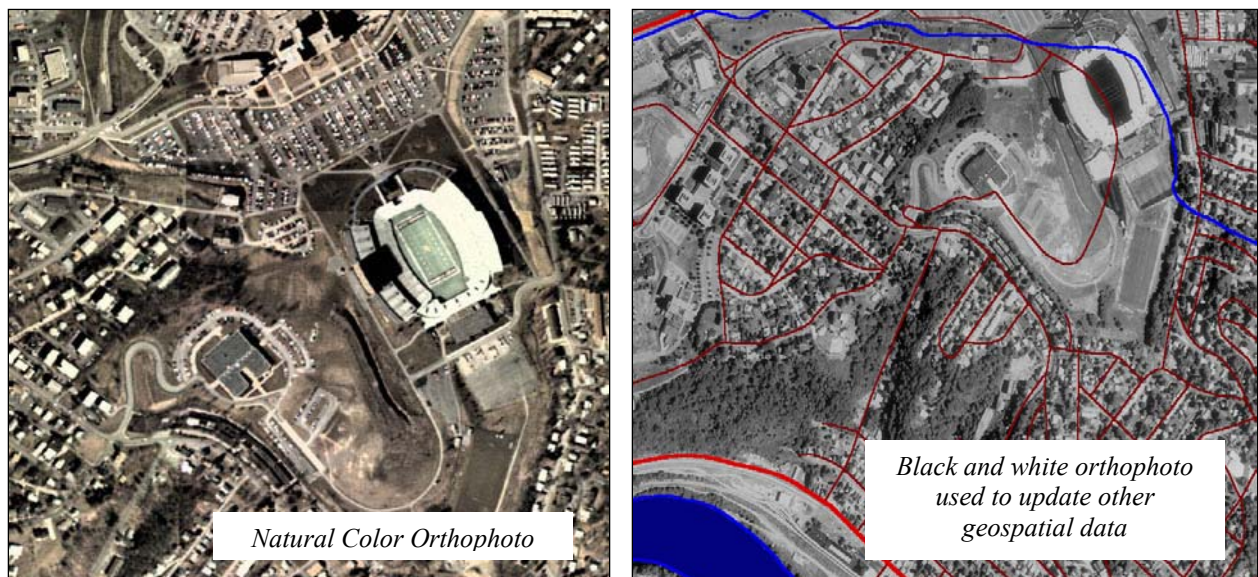 Natural Color Orthophoto
Black and white orthophoto
used to update other
geospatial data